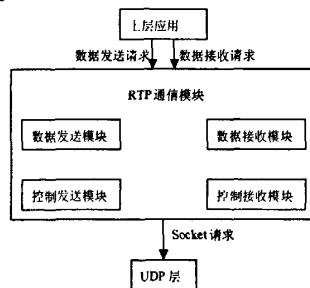 上层应用
数据发送请求
数据接收请求
RTP通信模块
数据发送模块
数据接收模块
控制发送模块
控制接收模块
Socket请求
UDP层